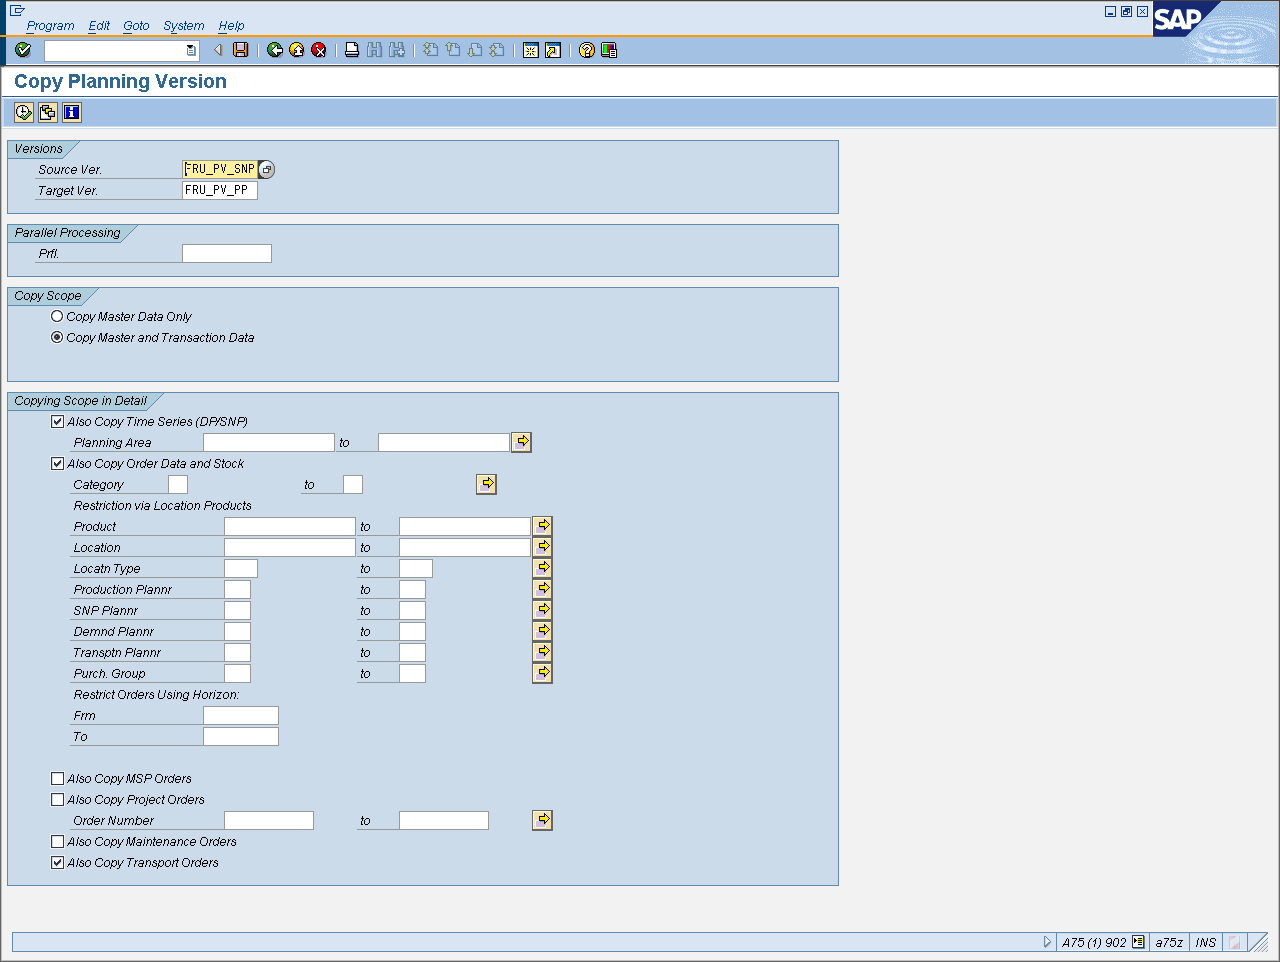 Program Edit Goto System Help
SAP
Copy Planning Version
Versions
Source Ver. FRU_PV_SNP
Target Ver. FRU_PV_PP
Parallel Processing
Prfl.
Copy Scope
Copy Master Data Only
Copy Master and Transaction Data
Copying Scope in Detail
Also Copy Time Series (DP/SNP)
Planning Area to
Also Copy Order Data and Stock
Category to
Restriction via Location Products
Product to
Location to
Locatn Type to
Production Plannr to
SNP Plannr to
Demnd Plannr to
Transptn Plannr to
Purch. Group to
Restrict Orders Using Horizon:
Frm
To
Also Copy MSP Orders
Also Copy Project Orders
Order Number to
Also Copy Maintenance Orders
Also Copy Transport Orders
A75 (1) 902 a75z INS